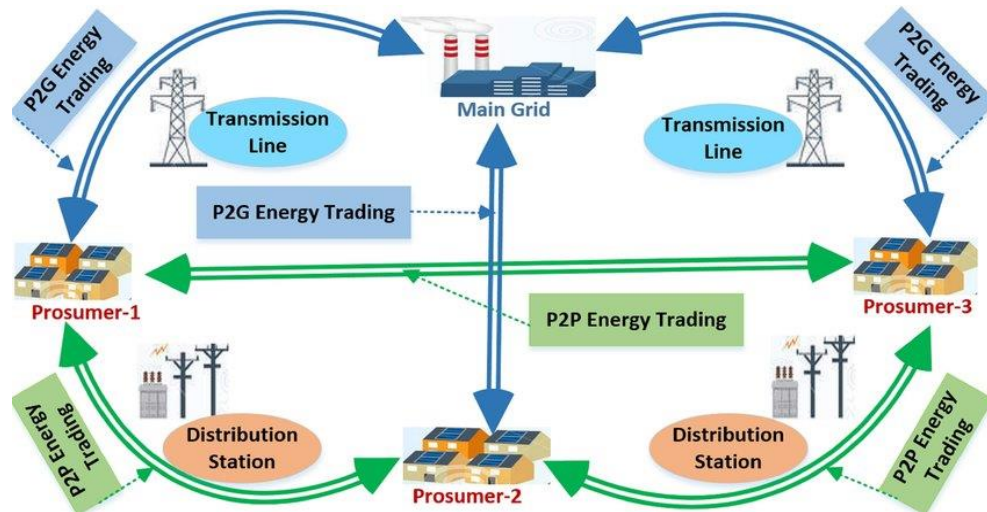 P2G Energy
Trading
Main Grid
P2G Energy
Trading
Transmission
Line
Transmission
Line
P2G Energy Trading
Prosumer-1
Prosumer-3
P2P Energy Trading
P2P Energy
Trading
Distribution
Station
Prosumer-2
Distribution
Station
P2P Energy
Trading